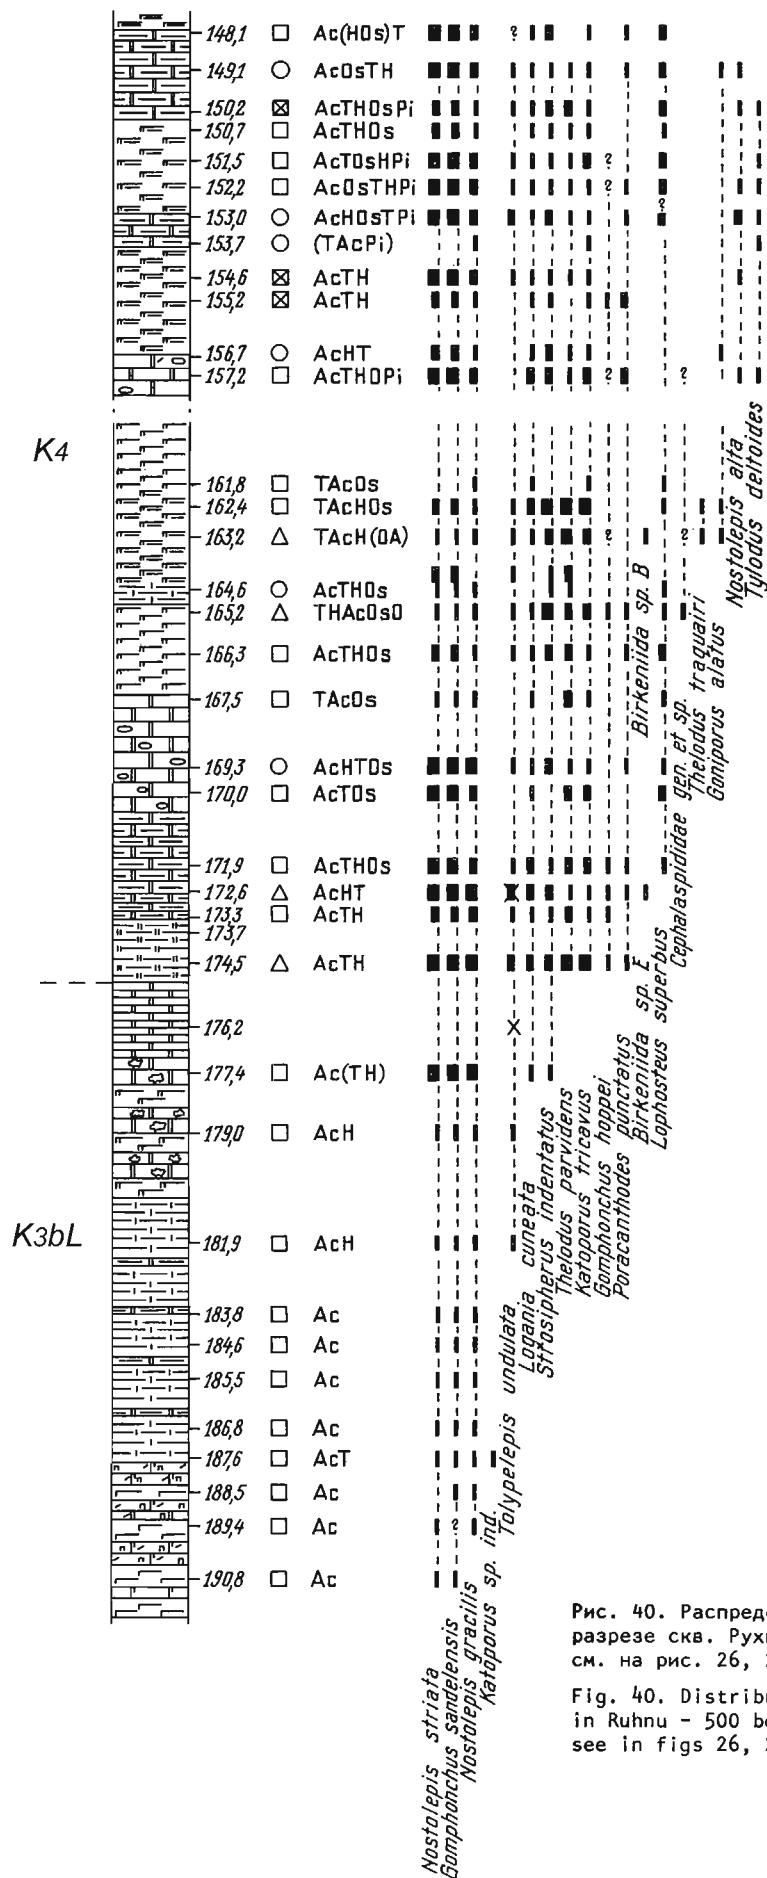 148,1 Ac(HOs)T ?
149,1 AcOsTH
150,2 AcTHOsPi
150,7 AcTHOs
151,5 AcTOsHPi ?
152,2 AcOsTHPi ?
?
153,0 AcHOsTPi
153,7 (TAcPi)
154,6 AcTH
155,2 AcTH
156,7 AcHT
157,2 AcTHOPi ? ?
K4
161,8 TAcOs
162,4 TAcHOs
163,2 TAcH(OA) ? ?
164,6 AcTHOs
165,2 THAcOsO
166,3 AcTHOs
167,5 TAcOs
169,3 AcHTOs
170,0 AcTOs
171,9 AcTHOs
172,6 AcHT X
173,3 AcTH
173,7
174,5 AcTH
176,2 X
177,4 Ac(TH)
179,0 AcH
K3bL
181,9 AcH
183,8 Ac
184,6 Ac
185,5 Ac
186,8 Ac
187,6 AcT
188,5 Ac
189,4 Ac ?
190,8 Ac
Nostolepis striata
Gomphonchus sandelensis
Nostolepis gracilis
Katoporus sp. ind.
Tolypelepis undulata
Logania cuneata
Strosipherus indentatus
Thelodus parvidens
Katoporus tricavus
Gomphonchus hoppei
Poracanthodes punctatus
Birkeniida sp. E
Lophosteus superbus
Birkeniida sp. B
Cephalaspididae gen. et sp.
Thelodus traquairi
Goniporus alatus
Nostolepis alta
Tylodus deltoides
Рис. 40. Распреде
разрезе скв. Рух
см. на рис. 26,
Fig. 40. Distribu
in Ruhnu - 500 b
see in figs 26,